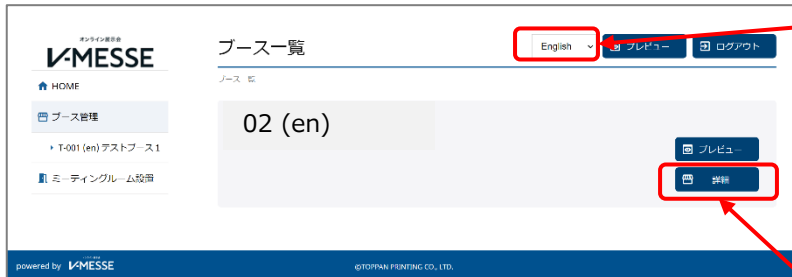 オンライン展示会
V-MESSE
HOME
ブース管理
T-001 (en) テストブース1
ミーティングルーム設置
ブース一覧
English
プレビュー
ログアウト
02 (en)
プレビュー
詳細
powered by V-MESSE
©TOPPAN PRINTING CO., LTD.